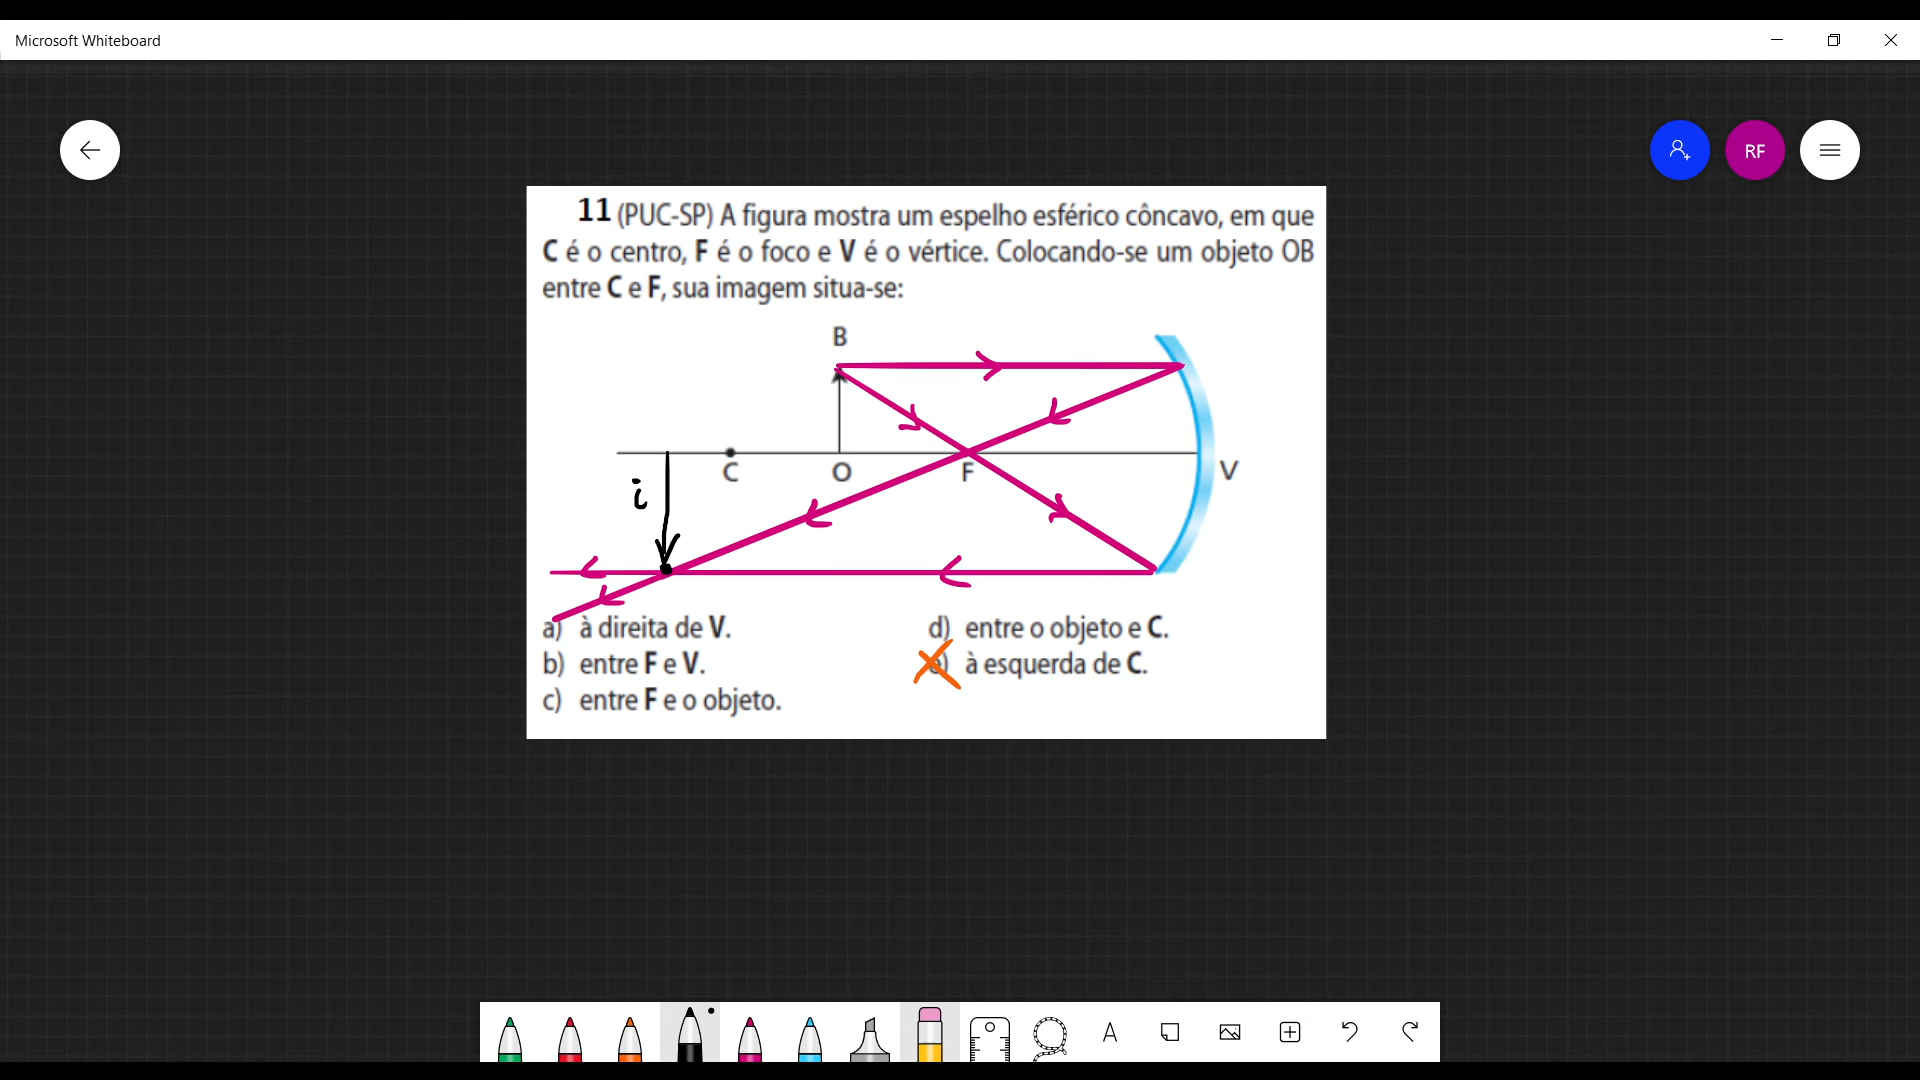 Microsoft Whiteboard
RF
11 (PUC-SP) A figura mostra um espelho esférico côncavo, em que
C é o centro, F é o foco e V é o vértice. Colocando-se um objeto OB
entre C e F, sua imagem situa-se:
B
i
C
O
F
V
a) à direita de V.
b) entre F e V.
c) entre F e o objeto.
d) entre o objeto e C.
e) à esquerda de C.
A